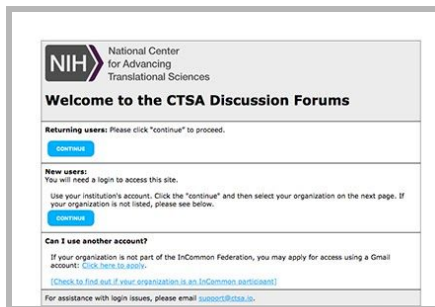 NIH
National Center
for Advancing
Translational Sciences
Welcome to the CTSA Discussion Forums
Returning users: Please click "continue" to proceed.
CONTINUE
New users:
You will need a login to access this site.
Use your institution's account. Click the "continue" and then select your organization on the next page. If
your organization is not listed, please see below.
CONTINUE
Can I use another account?
If your organization is not part of the InCommon Federation, you may apply for access using a Gmail
account: Click here to apply.
[Check to find out if your organization is an InCommon participant]
For assistance with login issues, please email support@ctsa.io.